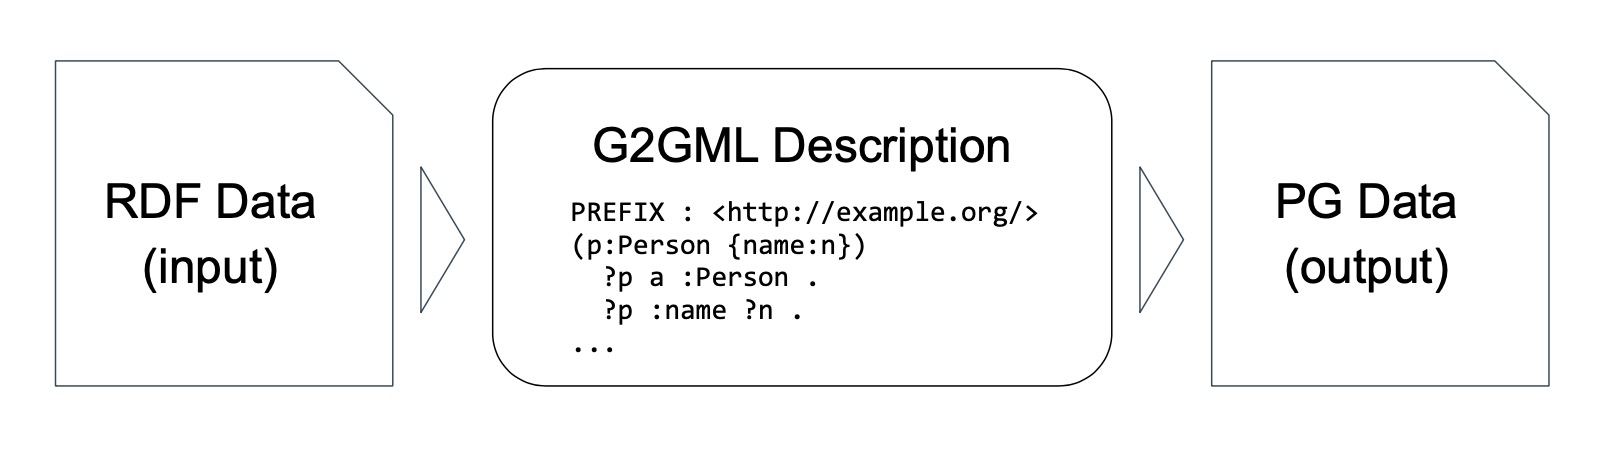 RDF Data
(input)
G2GML Description
PREFIX : <http://example.org/>
(p:Person {name:n})
  ?p a :Person .
  ?p :name ?n .
...
PG Data
(output)